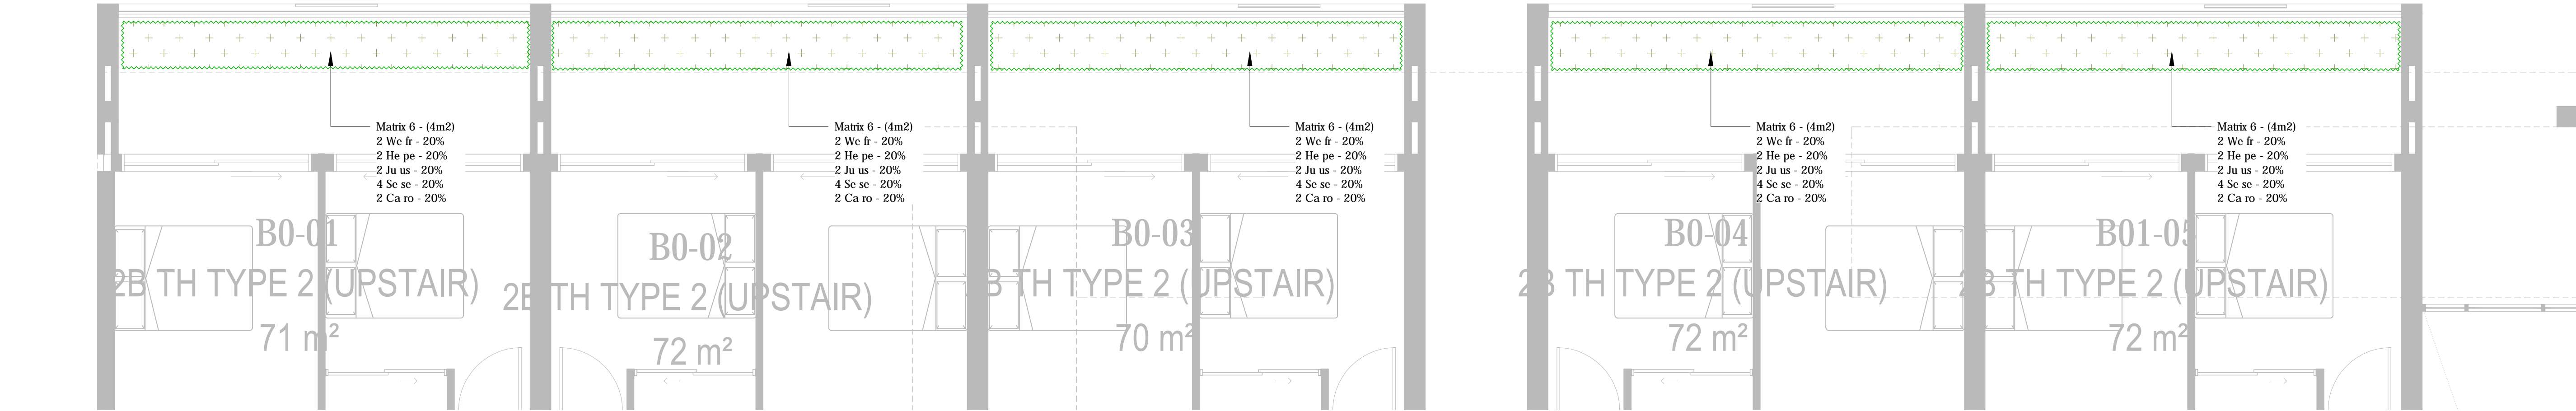 Matrix 6 - (4m2)
2 We fr - 20%
2 He pe - 20%
2 Ju us - 20%
4 Se se - 20%
2 Ca ro - 20%
B0-01
2B TH TYPE 2 (UPSTAIR)
71 m²
Matrix 6 - (4m2)
2 We fr - 20%
2 He pe - 20%
2 Ju us - 20%
4 Se se - 20%
2 Ca ro - 20%
B0-02
2B TH TYPE 2 (UPSTAIR)
72 m²
Matrix 6 - (4m2)
2 We fr - 20%
2 He pe - 20%
2 Ju us - 20%
4 Se se - 20%
2 Ca ro - 20%
B0-03
2B TH TYPE 2 (UPSTAIR)
70 m²
Matrix 6 - (4m2)
2 We fr - 20%
2 He pe - 20%
2 Ju us - 20%
4 Se se - 20%
2 Ca ro - 20%
B0-04
2B TH TYPE 2 (UPSTAIR)
72 m²
Matrix 6 - (4m2)
2 We fr - 20%
2 He pe - 20%
2 Ju us - 20%
4 Se se - 20%
2 Ca ro - 20%
B01-05
2B TH TYPE 2 (UPSTAIR)
72 m²